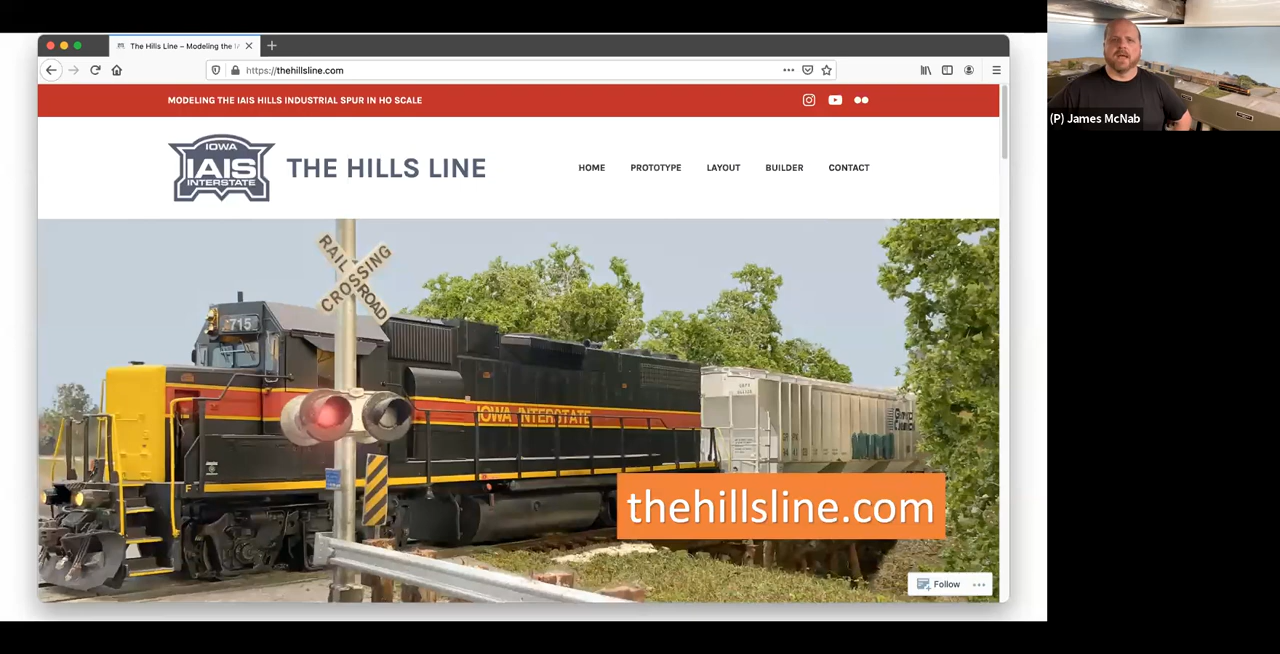 The Hills Line – Modeling the IA
https://thehillsline.com
MODELING THE IAIS HILLS INDUSTRIAL SPUR IN HO SCALE
IOWA
IAIS
INTERSTATE
THE HILLS LINE
HOME PROTOTYPE LAYOUT BUILDER CONTACT
RAIL CROSSING ROAD
715
IOWA INTERSTATE
thehillsline.com
Follow
(P) James McNab